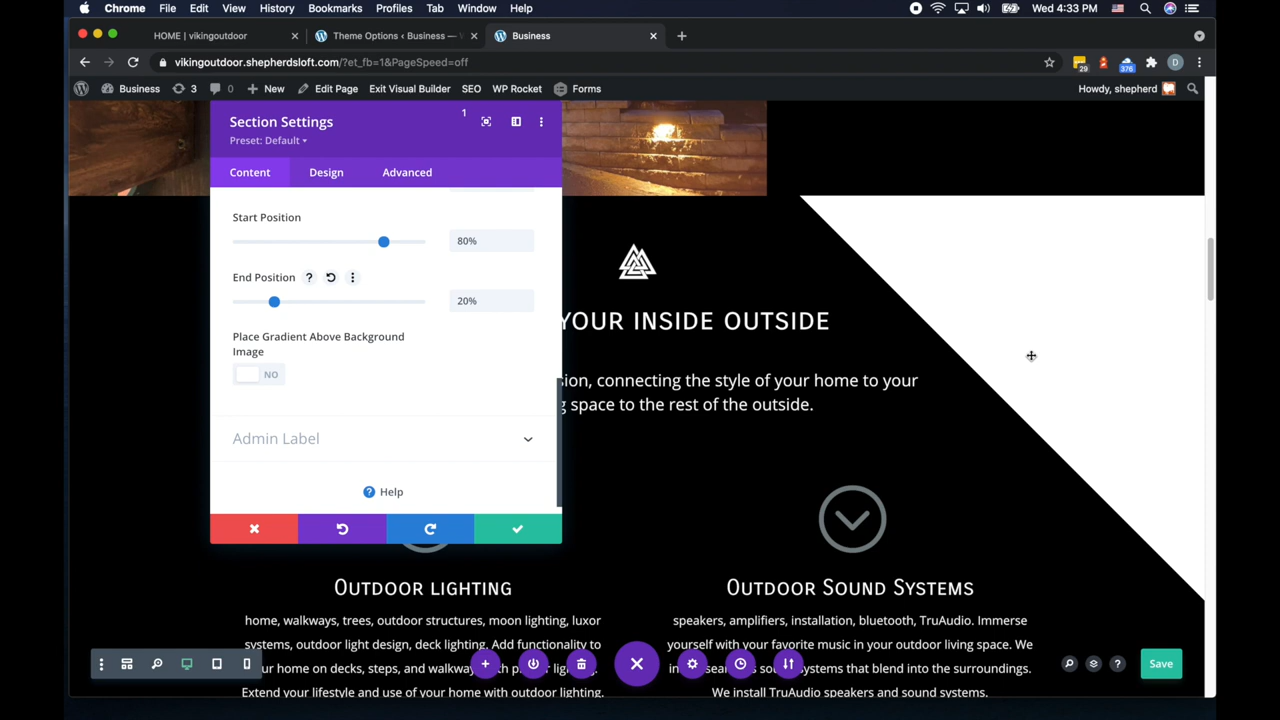 Chrome File Edit View History Bookmarks Profiles Tab Window Help Wed 4:33 PM
HOME | vikingoutdoor Theme Options ‹ Business — Business
vikingoutdoor.shepherdsloft.com/?et_fb=1&PageSpeed=off 29 376 D
Business 3 0 New Edit Page Exit Visual Builder SEO WP Rocket Forms Howdy, shepherd
Section Settings 1
Preset: Default
Content Design Advanced
Start Position
80%
End Position
20%
Place Gradient Above Background
Image
NO
Admin Label
Help
YOUR INSIDE OUTSIDE
sion, connecting the style of your home to your
g space to the rest of the outside.
Outdoor lighting
home, walkways, trees, outdoor structures, moon lighting, luxor
systems, outdoor light design, deck lighting. Add functionality to
our home on decks, steps, and walkway
Extend your lifestyle and use of your home with outdoor lighting.
Outdoor Sound Systems
speakers, amplifiers, installation, bluetooth, TruAudio. Immerse
yourself with your favorite music in your outdoor living space. We
systems that blend into the surroundings.
We install TruAudio speakers and sound systems.
Save